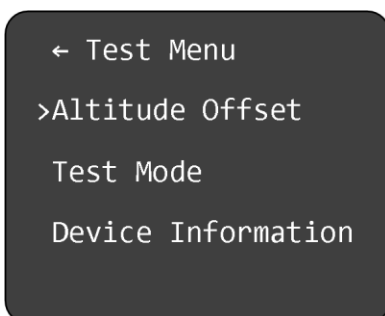 ← Test Menu
>Altitude Offset
Test Mode
Device Information